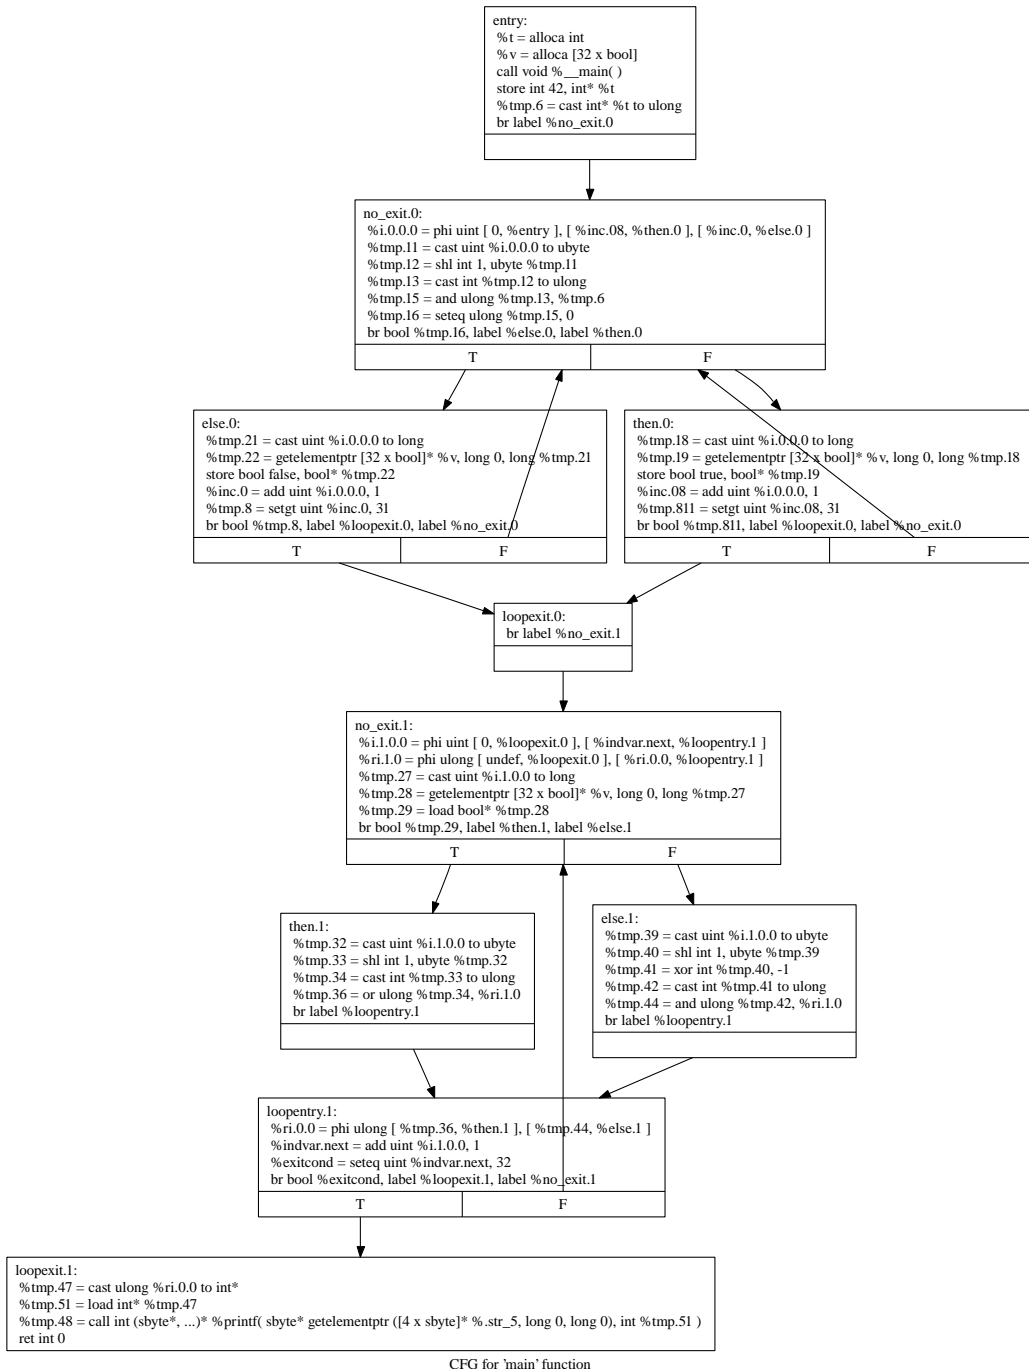 entry:
%t = alloca int
%v = alloca [32 x bool]
call void %__main( )
store int 42, int* %t
%tmp.6 = cast int* %t to ulong
br label %no_exit.0
no_exit.0:
%i.0.0.0 = phi uint [ 0, %entry ], [ %inc.08, %then.0 ], [ %inc.0, %else.0 ]
%tmp.11 = cast uint %i.0.0.0 to ubyte
%tmp.12 = shl int 1, ubyte %tmp.11
%tmp.13 = cast int %tmp.12 to ulong
%tmp.15 = and ulong %tmp.13, %tmp.6
%tmp.16 = seteq ulong %tmp.15, 0
br bool %tmp.16, label %else.0, label %then.0
T
F
else.0:
%tmp.21 = cast uint %i.0.0.0 to long
%tmp.22 = getelementptr [32 x bool]* %v, long 0, long %tmp.21
store bool false, bool* %tmp.22
%inc.0 = add uint %i.0.0.0, 1
%tmp.8 = setgt uint %inc.0, 31
br bool %tmp.8, label %loopexit.0, label %no_exit.0
T
F
then.0:
%tmp.18 = cast uint %i.0.0.0 to long
%tmp.19 = getelementptr [32 x bool]* %v, long 0, long %tmp.18
store bool true, bool* %tmp.19
%inc.08 = add uint %i.0.0.0, 1
%tmp.811 = setgt uint %inc.08, 31
br bool %tmp.811, label %loopexit.0, label %no_exit.0
T
F
loopexit.0:
br label %no_exit.1
no_exit.1:
%i.1.0.0 = phi uint [ 0, %loopexit.0 ], [ %indvar.next, %loopentry.1 ]
%ri.1.0 = phi ulong [ undef, %loopexit.0 ], [ %ri.0.0, %loopentry.1 ]
%tmp.27 = cast uint %i.1.0.0 to long
%tmp.28 = getelementptr [32 x bool]* %v, long 0, long %tmp.27
%tmp.29 = load bool* %tmp.28
br bool %tmp.29, label %then.1, label %else.1
T
F
then.1:
%tmp.32 = cast uint %i.1.0.0 to ubyte
%tmp.33 = shl int 1, ubyte %tmp.32
%tmp.34 = cast int %tmp.33 to ulong
%tmp.36 = or ulong %tmp.34, %ri.1.0
br label %loopentry.1
else.1:
%tmp.39 = cast uint %i.1.0.0 to ubyte
%tmp.40 = shl int 1, ubyte %tmp.39
%tmp.41 = xor int %tmp.40, -1
%tmp.42 = cast int %tmp.41 to ulong
%tmp.44 = and ulong %tmp.42, %ri.1.0
br label %loopentry.1
loopentry.1:
%ri.0.0 = phi ulong [ %tmp.36, %then.1 ], [ %tmp.44, %else.1 ]
%indvar.next = add uint %i.1.0.0, 1
%exitcond = seteq uint %indvar.next, 32
br bool %exitcond, label %loopexit.1, label %no_exit.1
T
F
loopexit.1:
%tmp.47 = cast ulong %ri.0.0 to int*
%tmp.51 = load int* %tmp.47
%tmp.48 = call int (sbyte*, ...)* %printf( sbyte* getelementptr ([4 x sbyte]* %.str_5, long 0, long 0), int %tmp.51 )
ret int 0
CFG for 'main' function